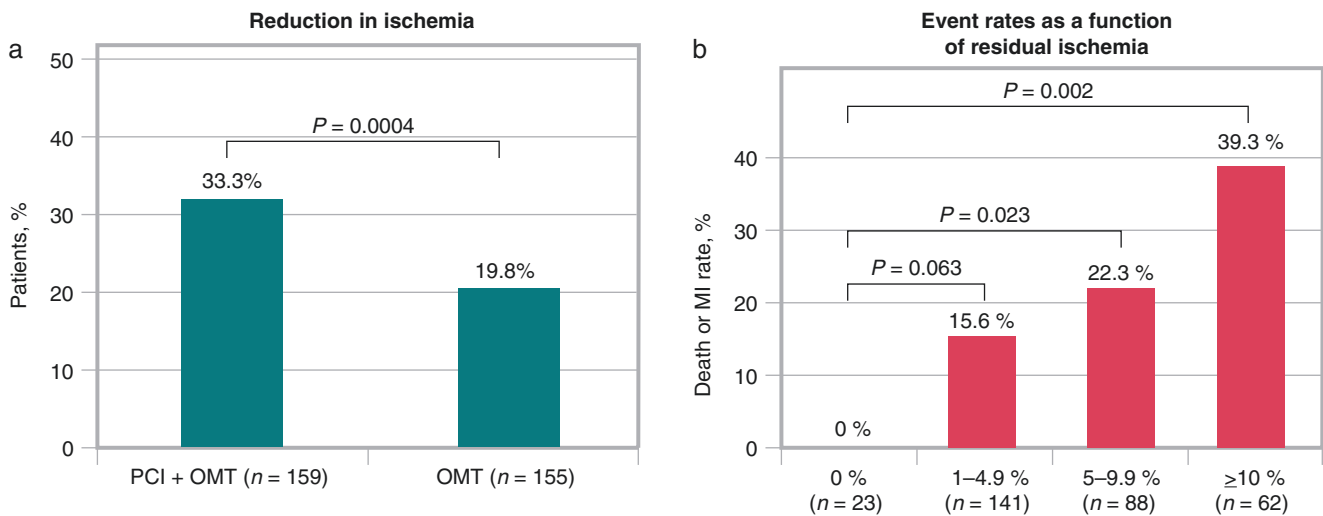 Reduction in ischemia
a
50
40
30
20
10
0
Patients, %
P = 0.0004
33.3%
19.8%
PCI + OMT (n = 159)
OMT (n = 155)
Event rates as a function
of residual ischemia
b
40
30
20
10
0
Death or MI rate, %
P = 0.002
39.3 %
P = 0.023
22.3 %
P = 0.063
15.6 %
0 %
0 %
(n = 23)
1–4.9 %
(n = 141)
5–9.9 %
(n = 88)
≥10 %
(n = 62)